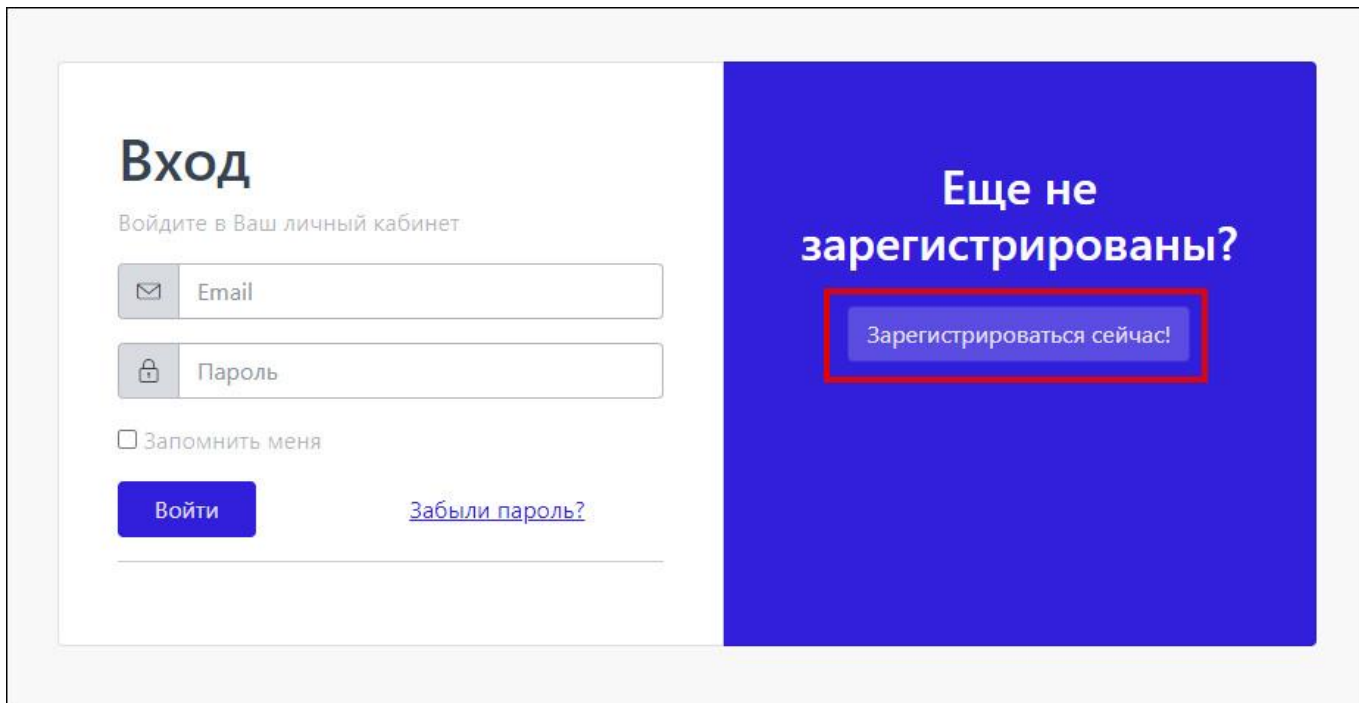 Вход
Войдите в Ваш личный кабинет
Email
Пароль
Запомнить меня
Войти
Забыли пароль?
Еще не
зарегистрированы?
Зарегистрироваться сейчас!